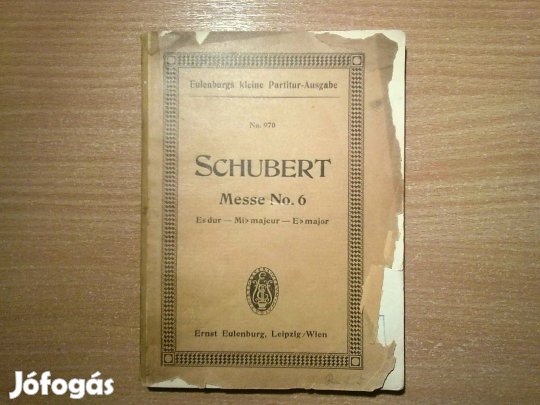 Eulenburgs kleine Partitur-Ausgabe
No. 970
SCHUBERT
Messe No. 6
Es dur — Mi♭ majeur — E♭ major
Ernst Eulenburg, Leipzig/Wien
Jófogás